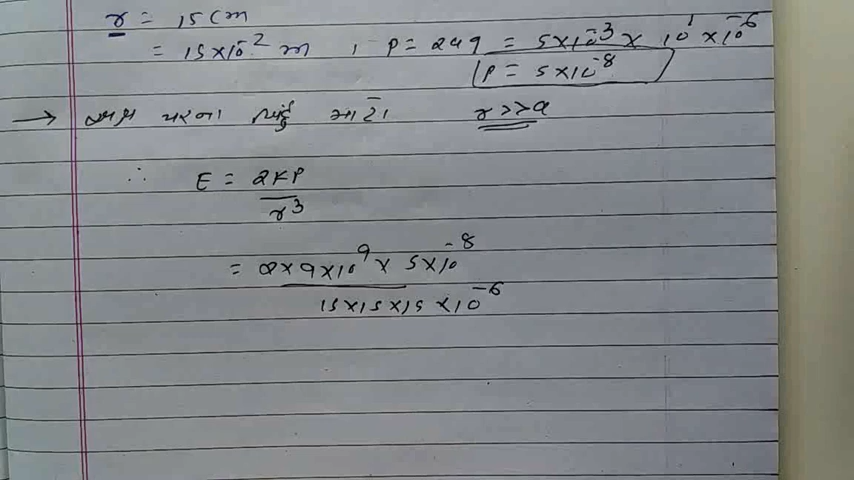 r = 15 cm
= 15×10⁻² m , P = 2aq = 5×10⁻³ × 10¹ × 10⁻⁶
P = 5×10⁻⁸
→ અક્ષ પરના બિંદુ માટે r >> a
∴ E = 2KP / r³
= 2×9×10⁹ × 5×10⁻⁸ / 15×15×15×10⁻⁶